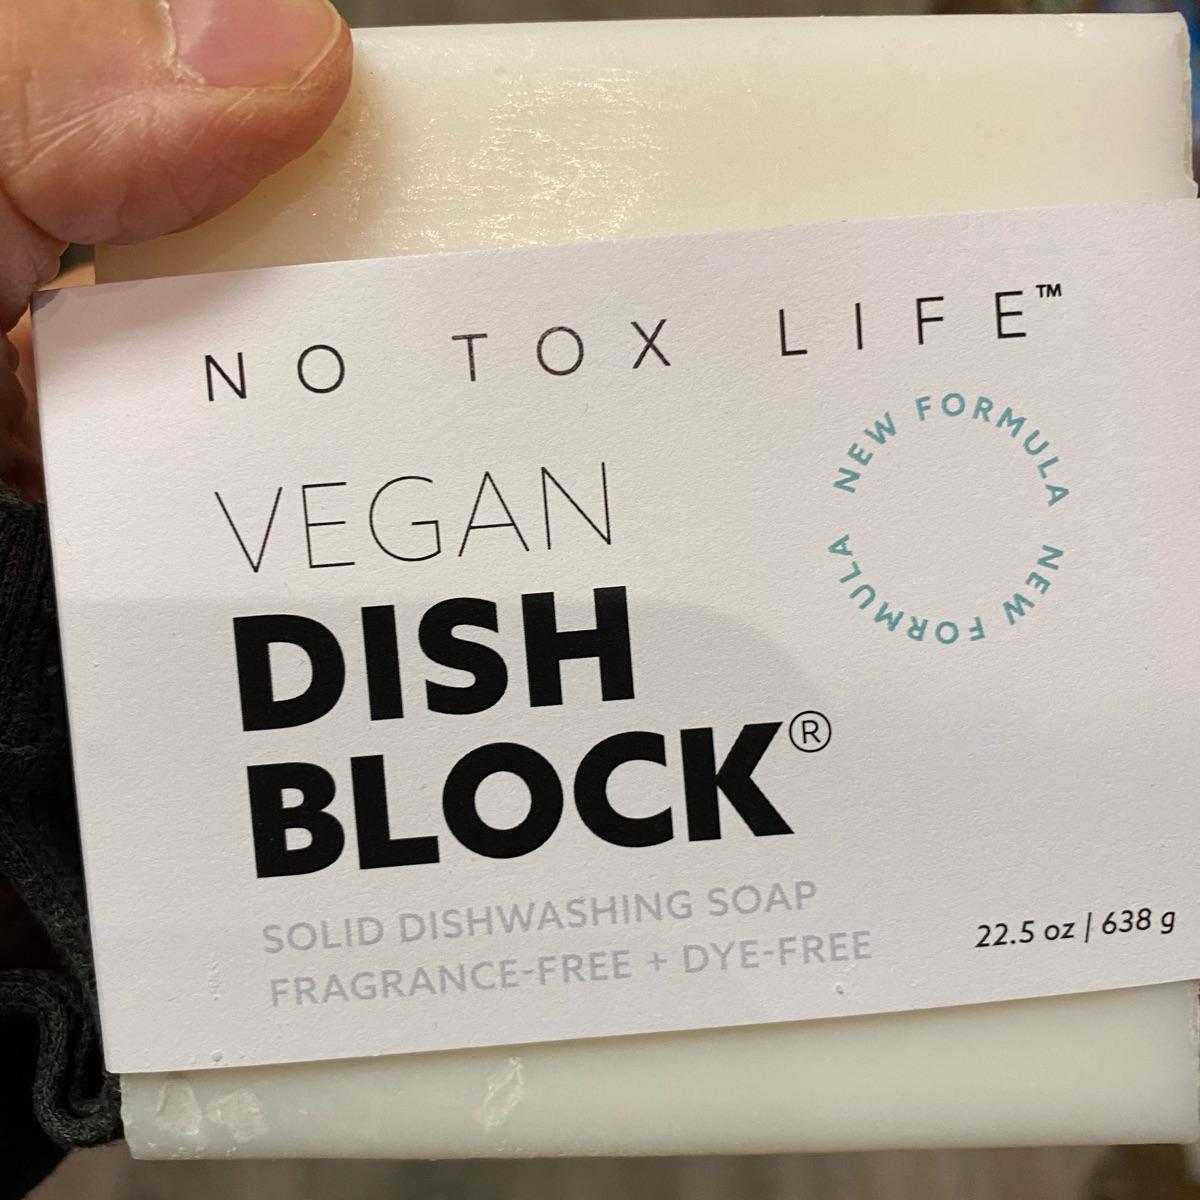 NO TOX LIFE™
NEW FORMULA NEW FORMULA
VEGAN
DISH
BLOCK®
SOLID DISHWASHING SOAP
FRAGRANCE-FREE + DYE-FREE
22.5 oz | 638 g